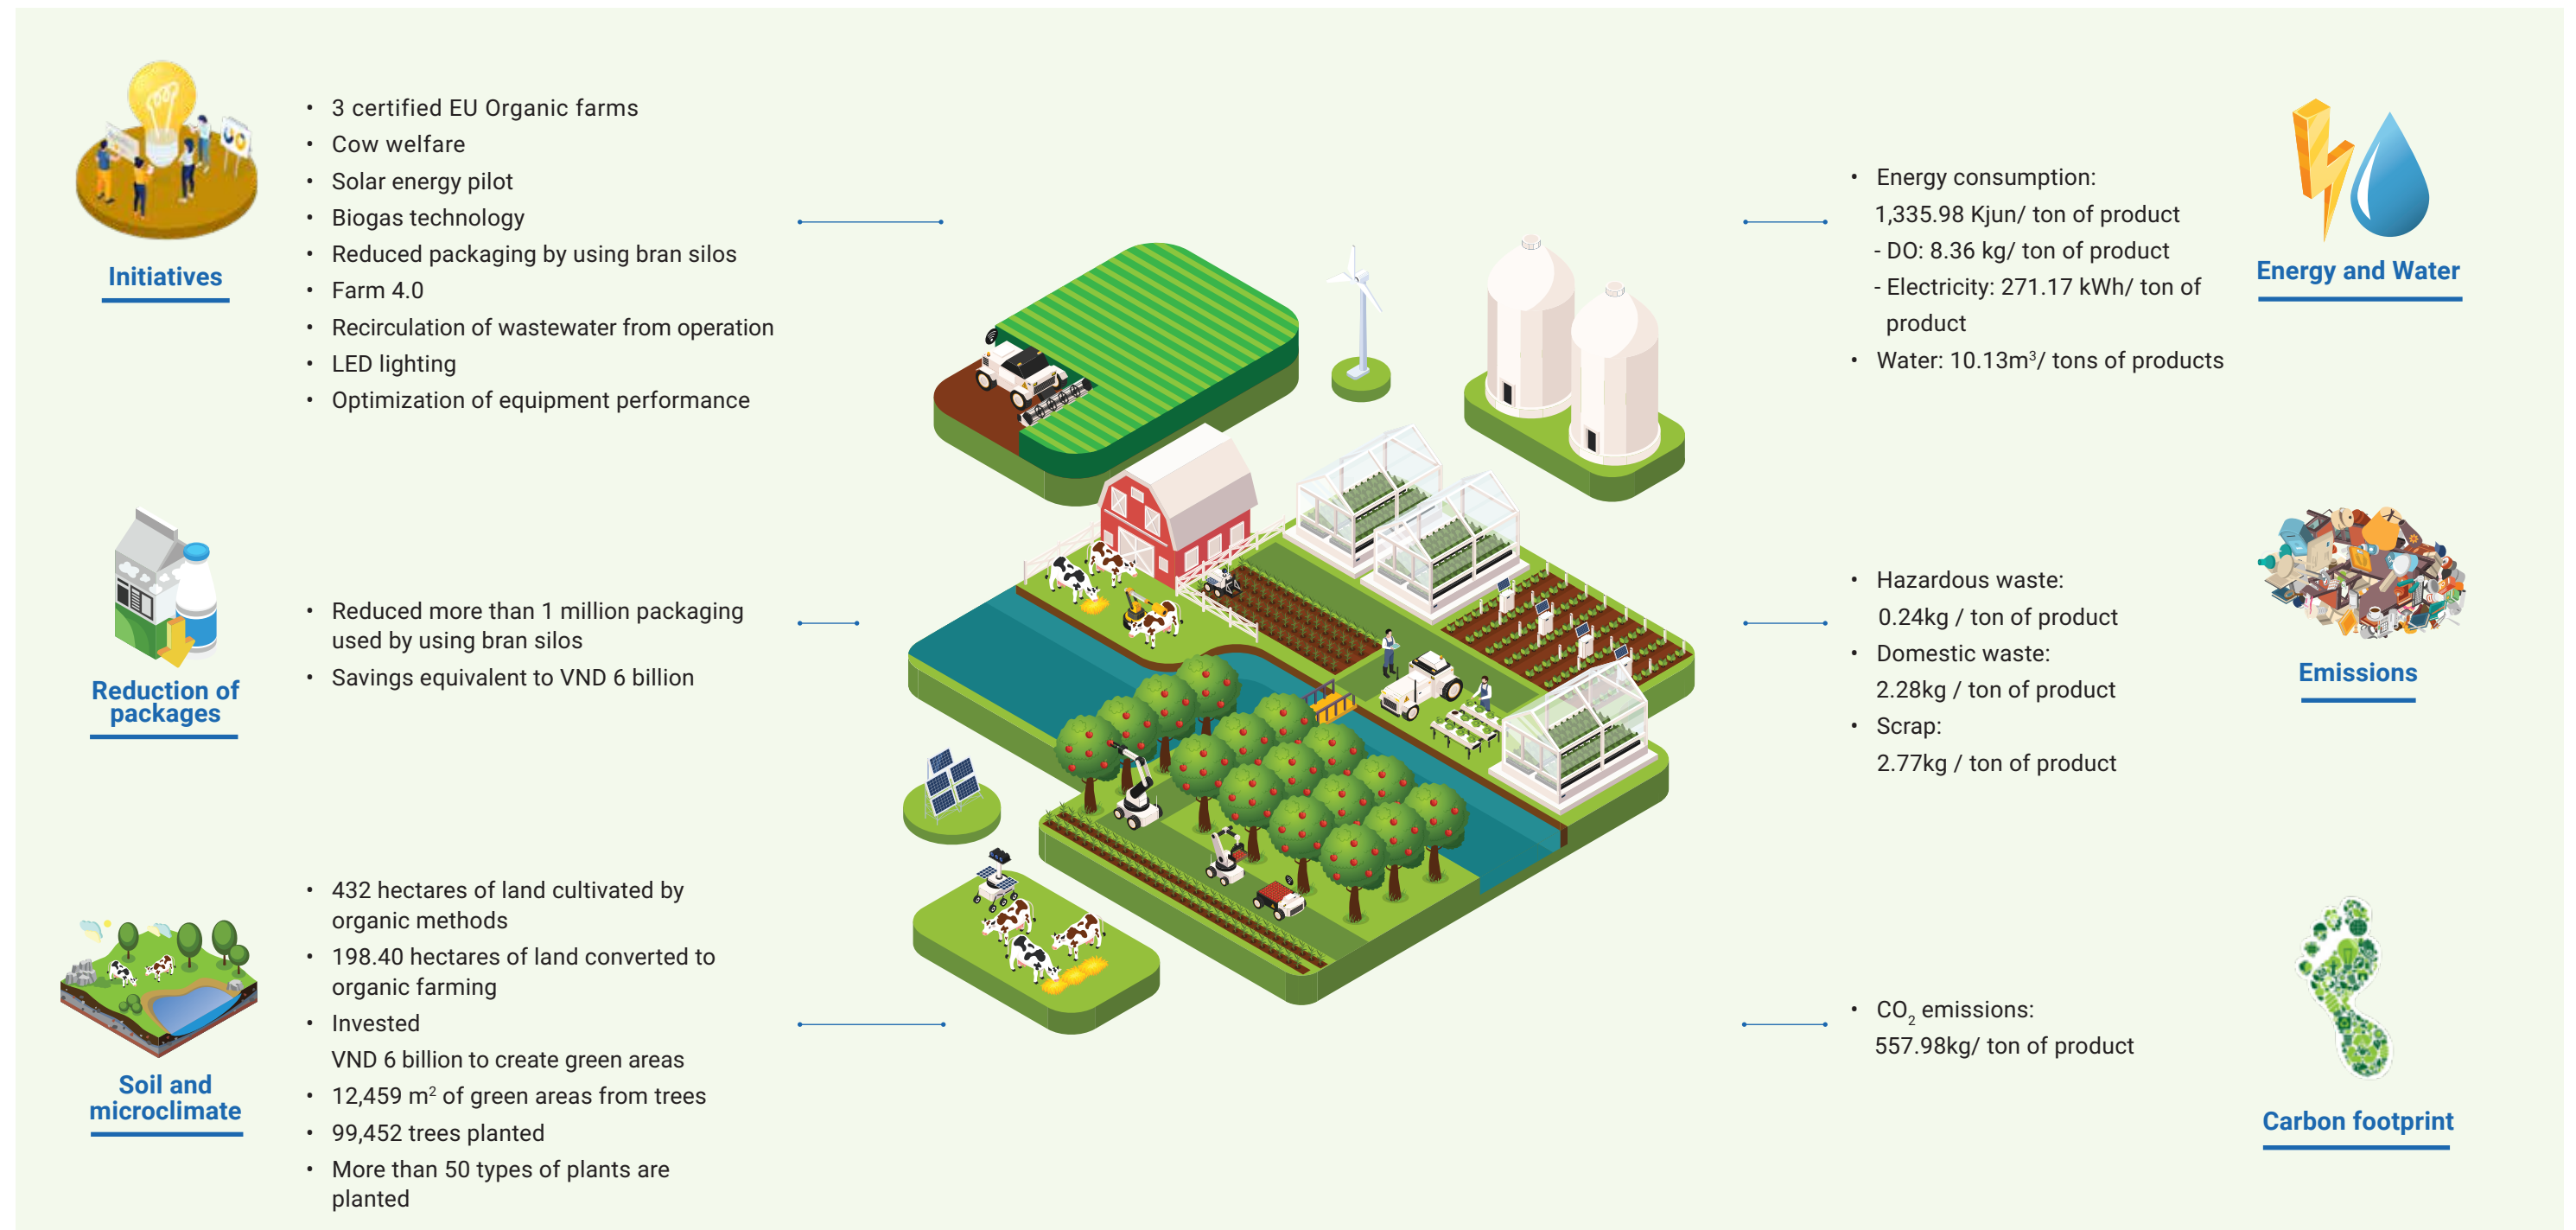 Initiatives
• 3 certified EU Organic farms
• Cow welfare
• Solar energy pilot
• Biogas technology
• Reduced packaging by using bran silos
• Farm 4.0
• Recirculation of wastewater from operation
• LED lighting
• Optimization of equipment performance
Reduction of
packages
• Reduced more than 1 million packaging
used by using bran silos
• Savings equivalent to VND 6 billion
Soil and
microclimate
• 432 hectares of land cultivated by
organic methods
• 198.40 hectares of land converted to
organic farming
• Invested
VND 6 billion to create green areas
• 12,459 m² of green areas from trees
• 99,452 trees planted
• More than 50 types of plants are
planted
• Energy consumption:
1,335.98 Kjun/ ton of product
- DO: 8.36 kg/ ton of product
- Electricity: 271.17 kWh/ ton of
product
• Water: 10.13m³/ tons of products
Energy and Water
• Hazardous waste:
0.24kg / ton of product
• Domestic waste:
2.28kg / ton of product
• Scrap:
2.77kg / ton of product
Emissions
• CO₂ emissions:
557.98kg/ ton of product
Carbon footprint